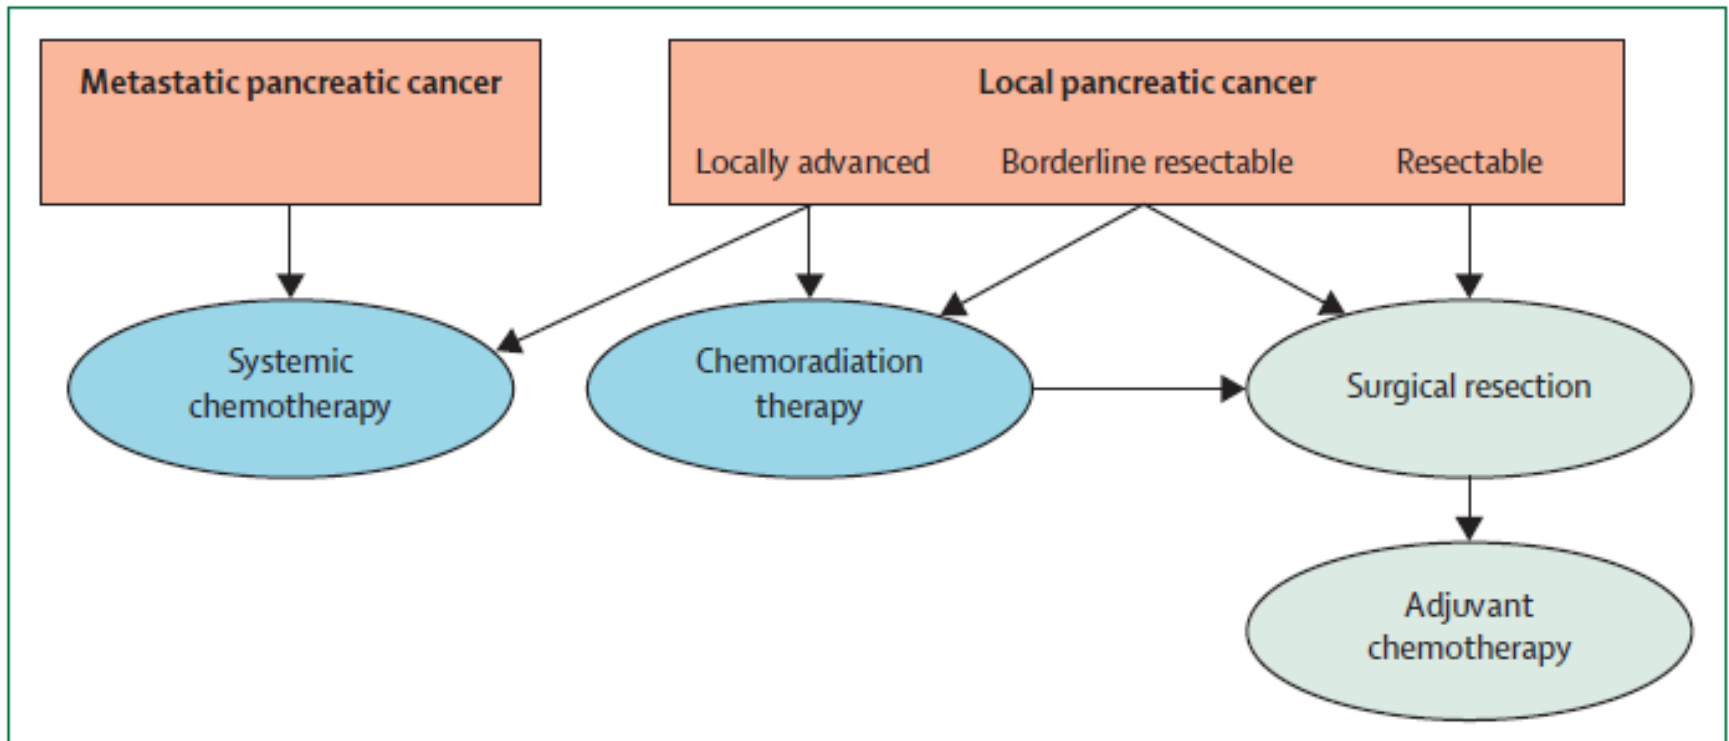 Metastatic pancreatic cancer
Local pancreatic cancer
Locally advanced
Borderline resectable
Resectable
Systemic
chemotherapy
Chemoradiation
therapy
Surgical resection
Adjuvant
chemotherapy